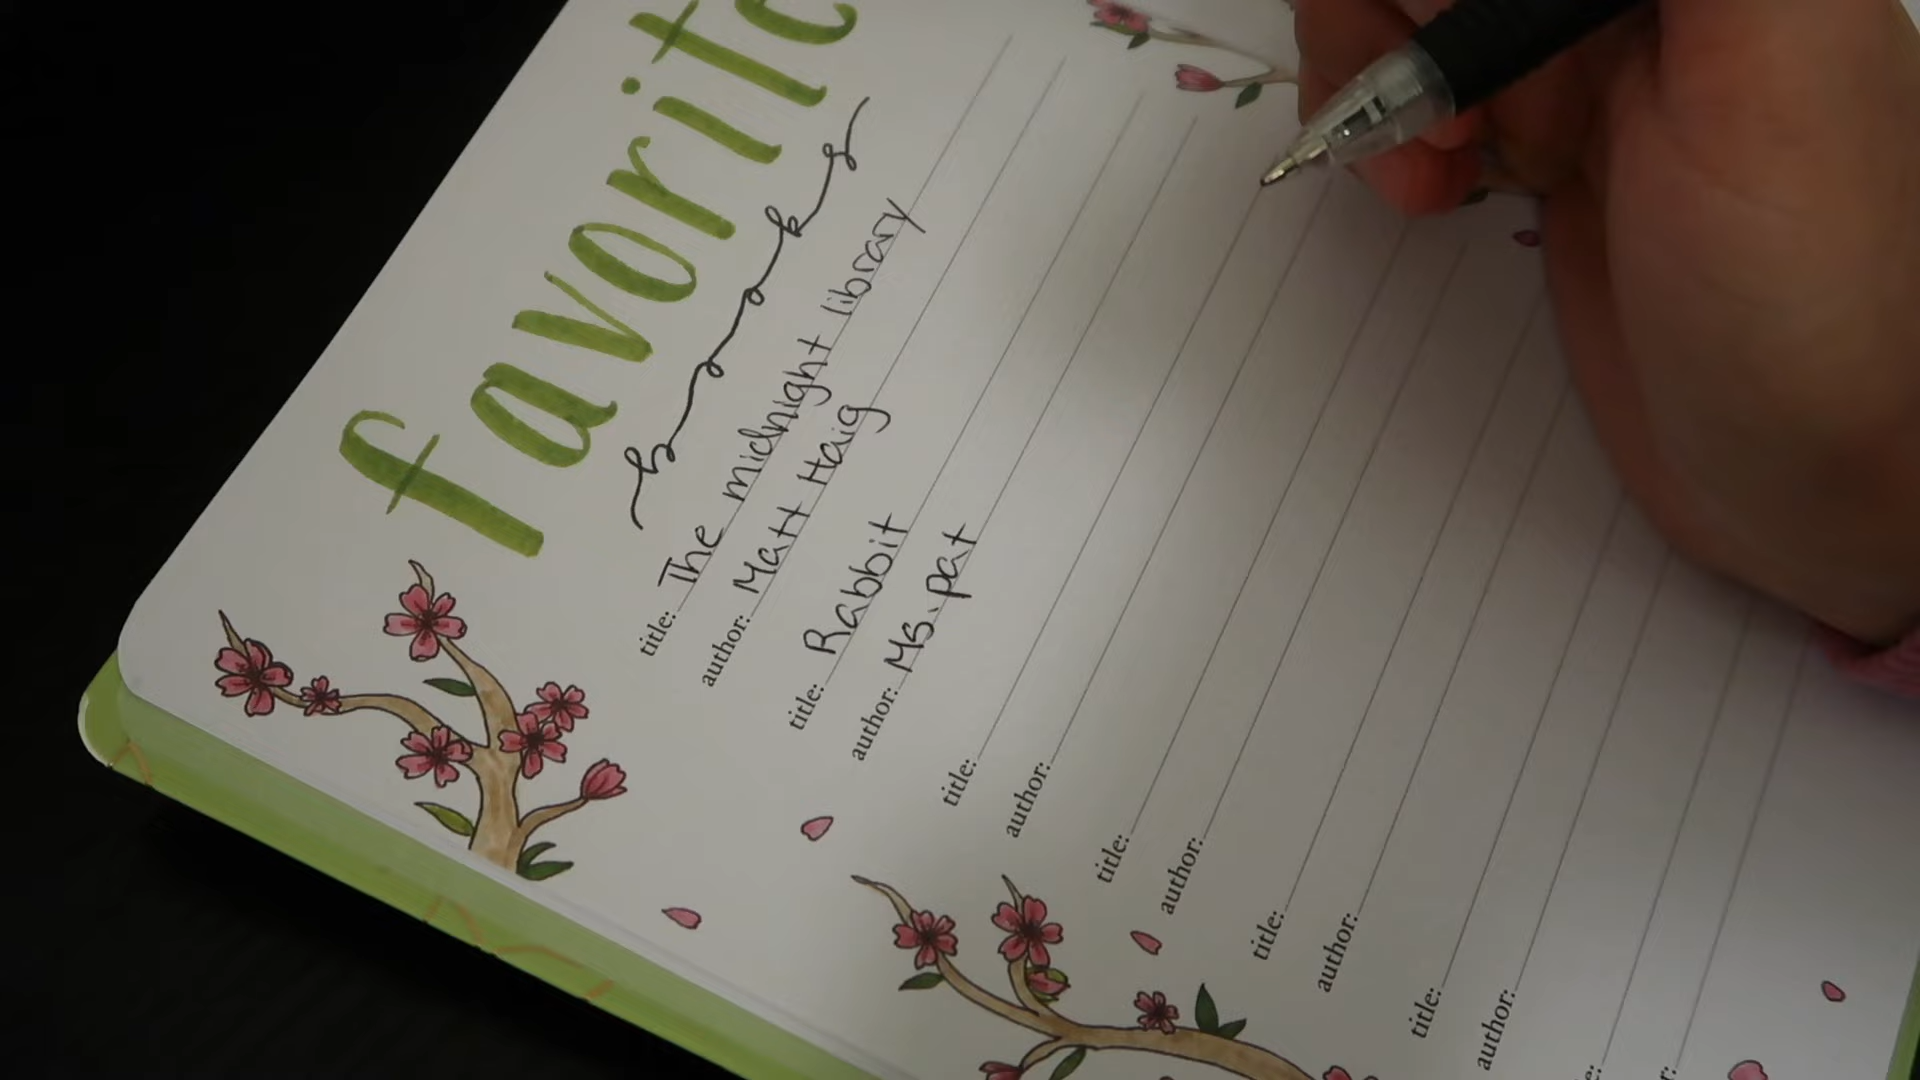 favorite
books
title: The midnight library
author: Matt Haig
title: Rabbit
author: Ms. pat
title:
author:
title:
author:
title:
author:
title:
author: